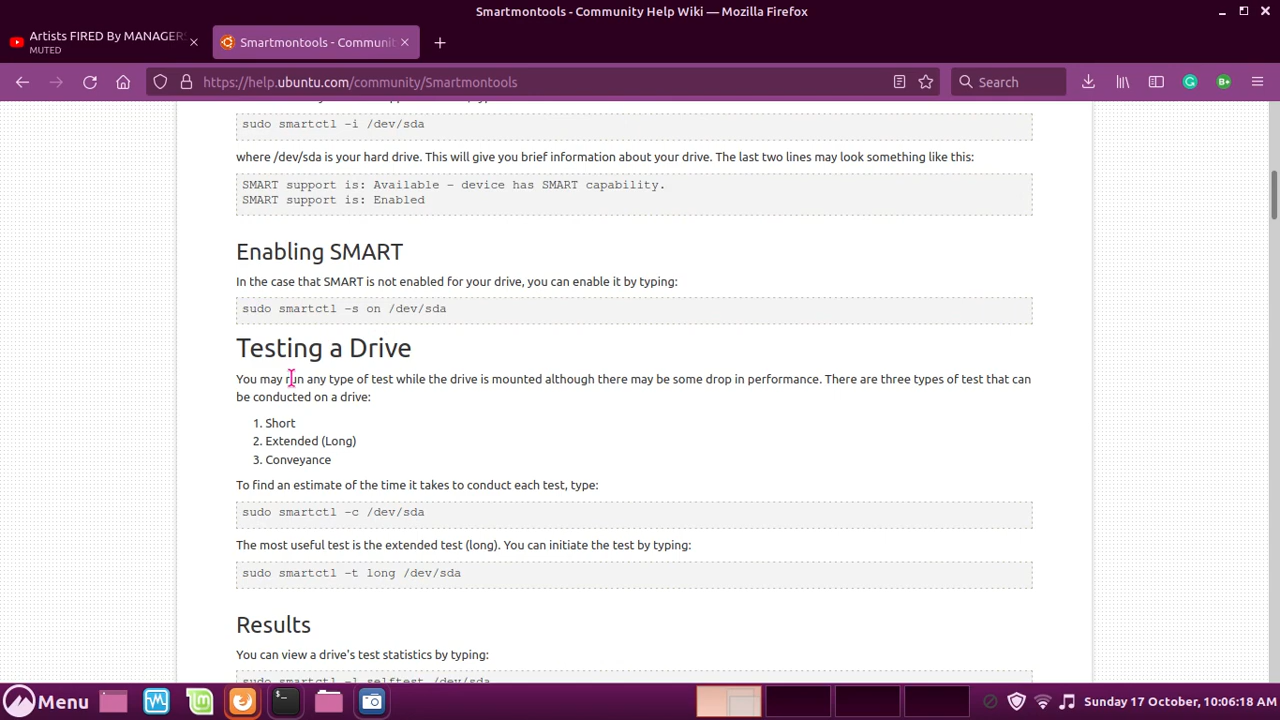 Smartmontools - Community Help Wiki — Mozilla Firefox
Artists FIRED By MANAGERS
MUTED
Smartmontools - Communit
https://help.ubuntu.com/community/Smartmontools
Search
sudo smartctl -i /dev/sda
where /dev/sda is your hard drive. This will give you brief information about your drive. The last two lines may look something like this:
SMART support is: Available - device has SMART capability.
SMART support is: Enabled
Enabling SMART
In the case that SMART is not enabled for your drive, you can enable it by typing:
sudo smartctl -s on /dev/sda
Testing a Drive
You may run any type of test while the drive is mounted although there may be some drop in performance. There are three types of test that can
be conducted on a drive:
1. Short
2. Extended (Long)
3. Conveyance
To find an estimate of the time it takes to conduct each test, type:
sudo smartctl -c /dev/sda
The most useful test is the extended test (long). You can initiate the test by typing:
sudo smartctl -t long /dev/sda
Results
You can view a drive's test statistics by typing:
sudo smartctl -l selftest /dev/sda
Menu
Sunday 17 October, 10:06:18 AM